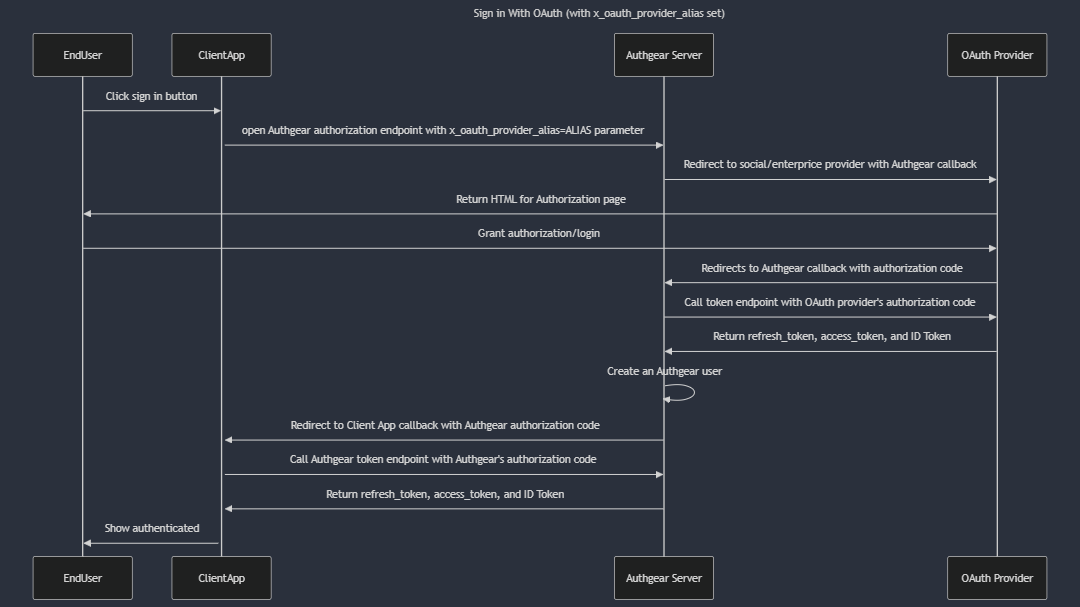 Sign in With OAuth (with x_oauth_provider_alias set)
EndUser
ClientApp
Authgear Server
OAuth Provider
Click sign in button
open Authgear authorization endpoint with x_oauth_provider_alias=ALIAS parameter
Redirect to social/enterprice provider with Authgear callback
Return HTML for Authorization page
Grant authorization/login
Redirects to Authgear callback with authorization code
Call token endpoint with OAuth provider's authorization code
Return refresh_token, access_token, and ID Token
Create an Authgear user
Redirect to Client App callback with Authgear authorization code
Call Authgear token endpoint with Authgear's authorization code
Return refresh_token, access_token, and ID Token
Show authenticated
EndUser
ClientApp
Authgear Server
OAuth Provider